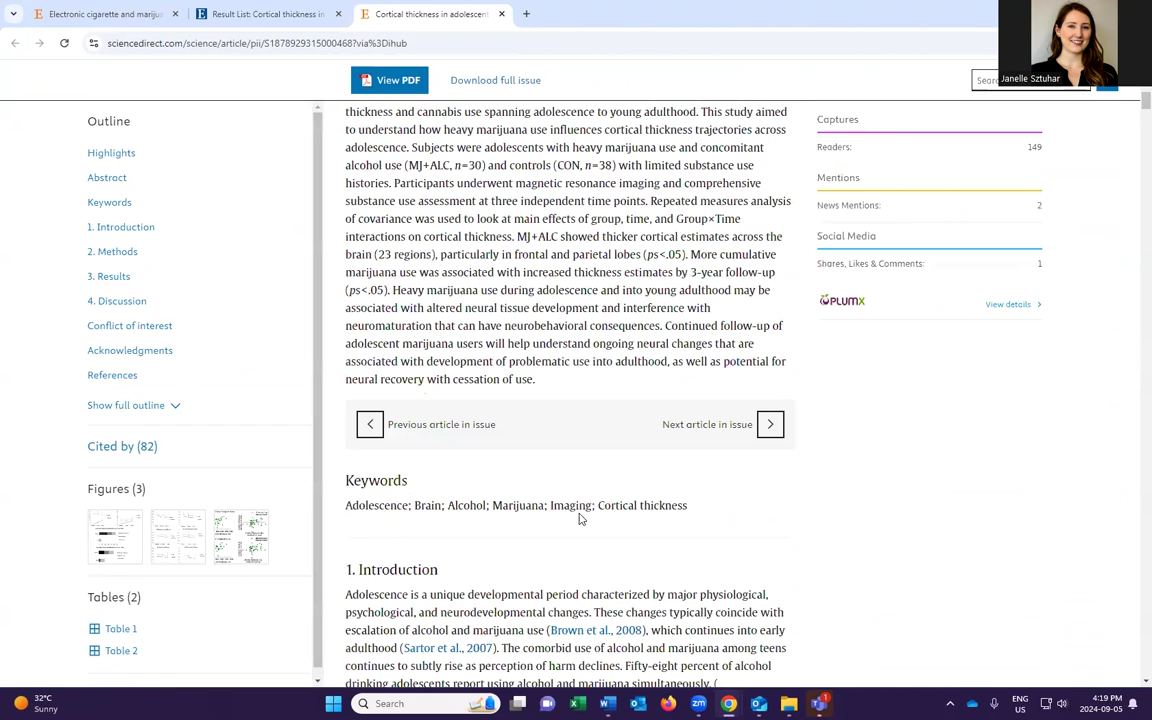 Electronic cigarette and mariju
Result List: Cortical thickness in
Cortical thickness in adolescent
sciencedirect.com/science/article/pii/S1878929315000468?via%3Dihub
Janelle Sztuhar
View PDF
Download full issue
Sear
Outline
Highlights
Abstract
Keywords
1. Introduction
2. Methods
3. Results
4. Discussion
Conflict of interest
Acknowledgments
References
Show full outline
Cited by (82)
Figures (3)
Tables (2)
Table 1
Table 2
thickness and cannabis use spanning adolescence to young adulthood. This study aimed
to understand how heavy marijuana use influences cortical thickness trajectories across
adolescence. Subjects were adolescents with heavy marijuana use and concomitant
alcohol use (MJ+ALC, n=30) and controls (CON, n=38) with limited substance use
histories. Participants underwent magnetic resonance imaging and comprehensive
substance use assessment at three independent time points. Repeated measures analysis
of covariance was used to look at main effects of group, time, and Group×Time
interactions on cortical thickness. MJ+ALC showed thicker cortical estimates across the
brain (23 regions), particularly in frontal and parietal lobes (ps<.05). More cumulative
marijuana use was associated with increased thickness estimates by 3-year follow-up
(ps<.05). Heavy marijuana use during adolescence and into young adulthood may be
associated with altered neural tissue development and interference with
neuromaturation that can have neurobehavioral consequences. Continued follow-up of
adolescent marijuana users will help understand ongoing neural changes that are
associated with development of problematic use into adulthood, as well as potential for
neural recovery with cessation of use.
Previous article in issue
Next article in issue
Keywords
Adolescence; Brain; Alcohol; Marijuana; Imaging; Cortical thickness
1. Introduction
Adolescence is a unique developmental period characterized by major physiological,
psychological, and neurodevelopmental changes. These changes typically coincide with
escalation of alcohol and marijuana use (Brown et al., 2008), which continues into early
adulthood (Sartor et al., 2007). The comorbid use of alcohol and marijuana among teens
continues to subtly rise as perception of harm declines. Fifty-eight percent of alcohol
drinking adolescents report using alcohol and marijuana simultaneously, (
Captures
Readers: 149
Mentions
News Mentions: 2
Social Media
Shares, Likes & Comments: 1
PLUMX
View details
32°C
Sunny
Search
ENG
US
4:19 PM
2024-09-05